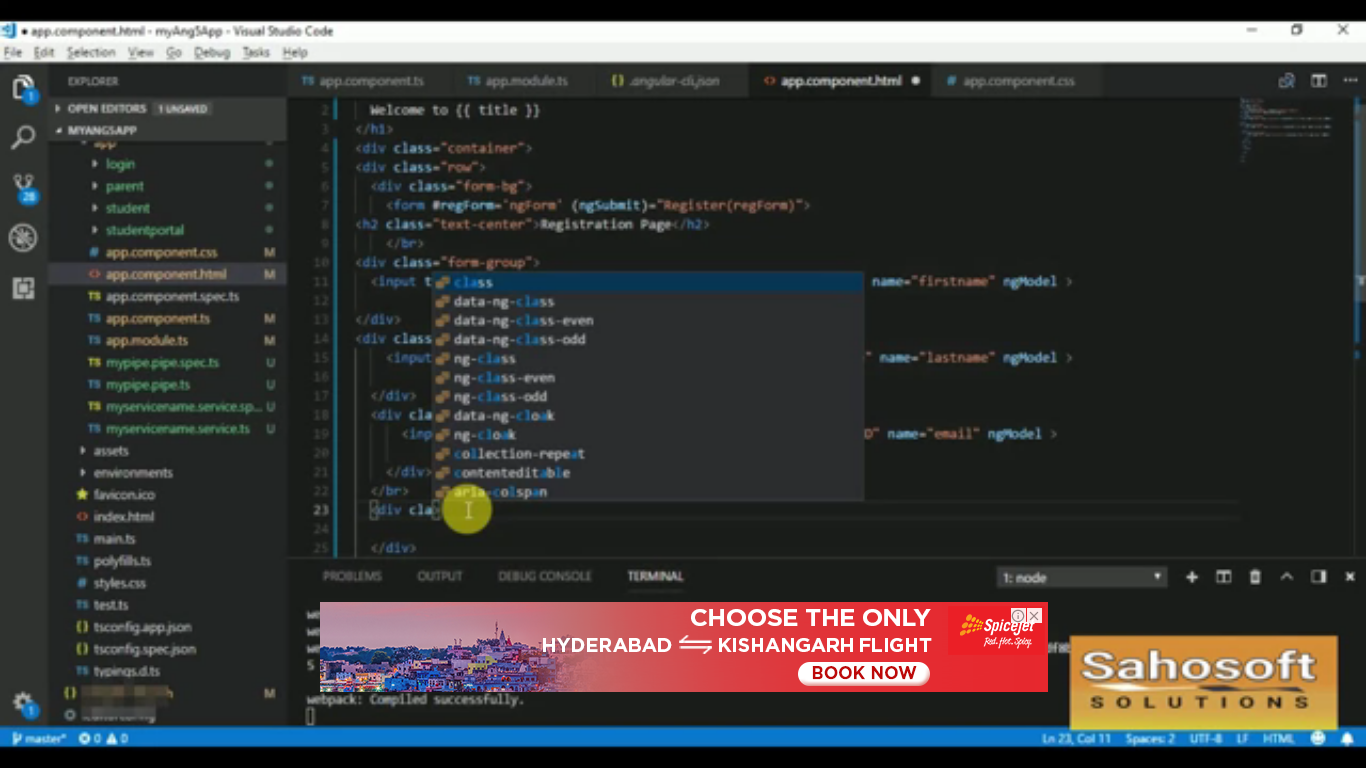 app.component.html - myAng5App - Visual Studio Code
File Edit Selection View Go Debug Tasks Help
EXPLORER
OPEN EDITORS 1 UNSAVED
MYANG5APP
app
login
parent
student
studentportal
app.component.css M
app.component.html M
app.component.spec.ts
app.component.ts M
app.module.ts M
mypipe.pipe.spec.ts U
mypipe.pipe.ts U
myservicename.service.sp... U
myservicename.service.ts U
assets
environments
favicon.ico
index.html
main.ts
polyfills.ts
styles.css
test.ts
tsconfig.app.json
tsconfig.spec.json
typings.d.ts
M
app.component.ts app.module.ts .angular-cli.json app.component.html app.component.css
2 Welcome to {{ title }}
3 </h1>
4 <div class="container">
5 <div class="row">
6 <div class="form-bg">
7 <form #regForm='ngForm' (ngSubmit)="Register(regForm)">
8 <h2 class="text-center">Registration Page</h2>
9 </br>
10 <div class="form-group">
11 <input t name="firstname" ngModel >
12
13 </div>
14 <div class
15 <input " name="lastname" ngModel >
16
17 </div>
18 <div cla
19 <inp D" name="email" ngModel >
20
21 </div>
22 </br>
23 <div cla>
24
25 </div>
class
data-ng-class
data-ng-class-even
data-ng-class-odd
ng-class
ng-class-even
ng-class-odd
data-ng-cloak
ng-cloak
collection-repeat
contenteditable
aria-colspan
PROBLEMS OUTPUT DEBUG CONSOLE TERMINAL 1: node
webpack: Compiled successfully.
CHOOSE THE ONLY
HYDERABAD KISHANGARH FLIGHT
BOOK NOW
SpiceJet
Red. Hot. Spicy.
Sahosoft
SOLUTIONS
master* 0 0 Ln 23, Col 11 Spaces: 2 UTF-8 LF HTML